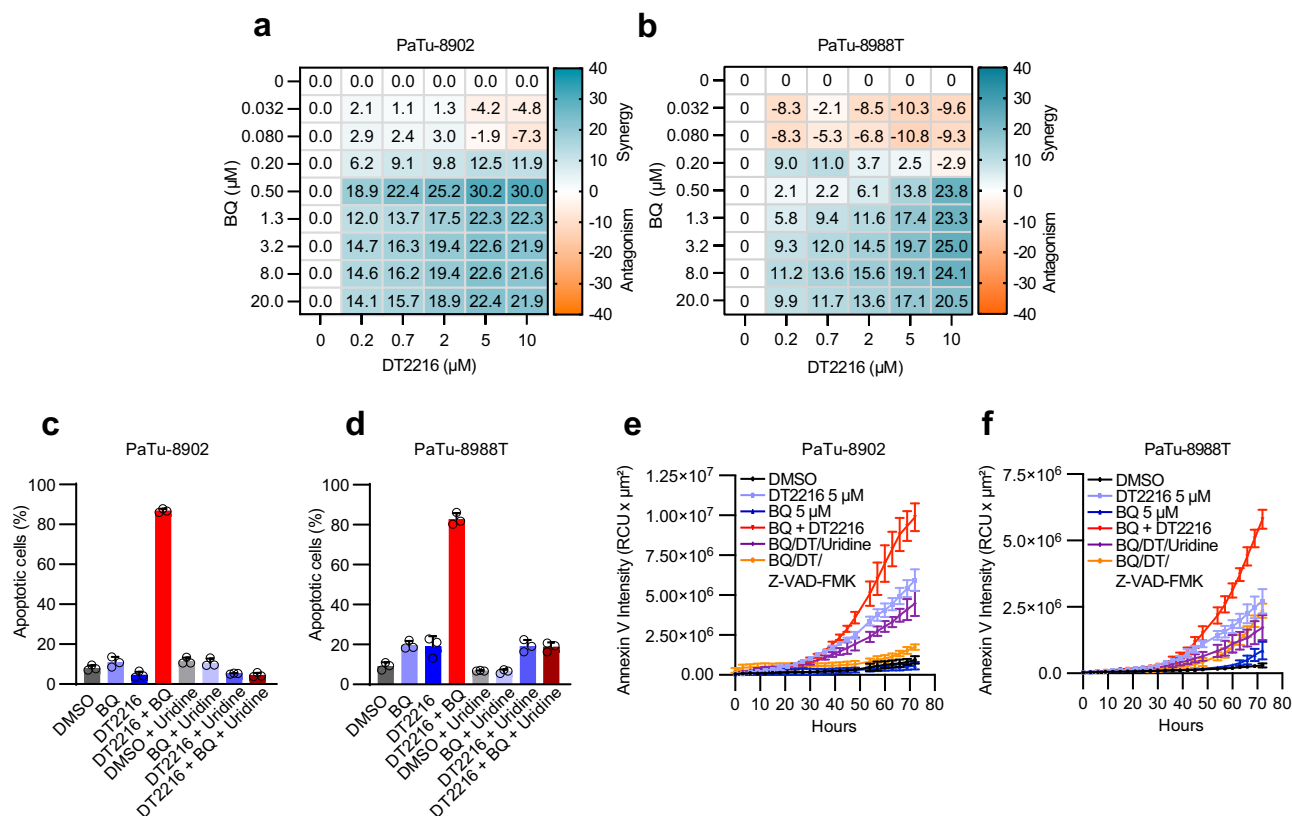 a
PaTu-8902
0 0.0 0.0 0.0 0.0 0.0 0.0
0.032 0.0 2.1 1.1 1.3 -4.2 -4.8
0.080 0.0 2.9 2.4 3.0 -1.9 -7.3
0.20 0.0 6.2 9.1 9.8 12.5 11.9
0.50 0.0 18.9 22.4 25.2 30.2 30.0
1.3 0.0 12.0 13.7 17.5 22.3 22.3
3.2 0.0 14.7 16.3 19.4 22.6 21.9
8.0 0.0 14.6 16.2 19.4 22.6 21.6
20.0 0.0 14.1 15.7 18.9 22.4 21.9
0 0.2 0.7 2 5 10
DT2216 (µM)
BQ (µM)
40
30
20
10
0
-10
-20
-30
-40
Synergy
Antagonism
b
PaTu-8988T
0 0 0 0 0 0 0
0.032 0 -8.3 -2.1 -8.5 -10.3 -9.6
0.080 0 -8.3 -5.3 -6.8 -10.8 -9.3
0.20 0 9.0 11.0 3.7 2.5 -2.9
0.50 0 2.1 2.2 6.1 13.8 23.8
1.3 0 5.8 9.4 11.6 17.4 23.3
3.2 0 9.3 12.0 14.5 19.7 25.0
8.0 0 11.2 13.6 15.6 19.1 24.1
20.0 0 9.9 11.7 13.6 17.1 20.5
0 0.2 0.7 2 5 10
DT2216 (µM)
BQ (µM)
40
30
20
10
0
-10
-20
-30
-40
Synergy
Antagonism
c
PaTu-8902
100
80
60
40
20
0
Apoptotic cells (%)
DMSO
BQ
DT2216
DT2216 + BQ
DMSO + Uridine
BQ + Uridine
DT2216 + Uridine
DT2216 + BQ + Uridine
d
PaTu-8988T
100
80
60
40
20
0
Apoptotic cells (%)
DMSO
BQ
DT2216
DT2216 + BQ
DMSO + Uridine
BQ + Uridine
DT2216 + Uridine
DT2216 + BQ + Uridine
e
PaTu-8902
1.25×10⁷
1.00×10⁷
7.50×10⁶
5.00×10⁶
2.50×10⁶
0.00
Annexin V Intensity (RCU x µm²)
DMSO
DT2216 5 µM
BQ 5 µM
BQ + DT2216
BQ/DT/Uridine
BQ/DT/
Z-VAD-FMK
0 10 20 30 40 50 60 70 80
Hours
f
PaTu-8988T
7.5×10⁶
5.0×10⁶
2.5×10⁶
0.0
Annexin V Intensity (RCU x µm²)
DMSO
DT2216 5 µM
BQ 5 µM
BQ + DT2216
BQ/DT/Uridine
BQ/DT/
Z-VAD-FMK
0 10 20 30 40 50 60 70 80
Hours